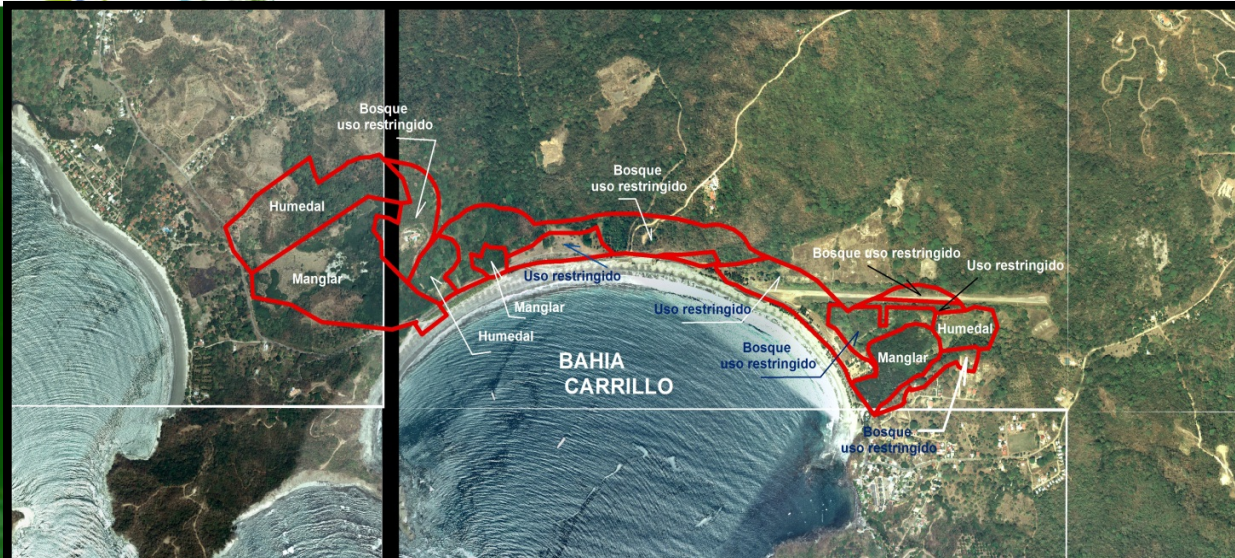 Bosque
uso restringido
Humedal
Manglar
Bosque
uso restringido
Uso restringido
Manglar
Humedal
BAHIA
CARRILLO
Uso restringido
Bosque uso restringido
Uso restringido
Humedal
Bosque
uso restringido
Manglar
Bosque
uso restringido